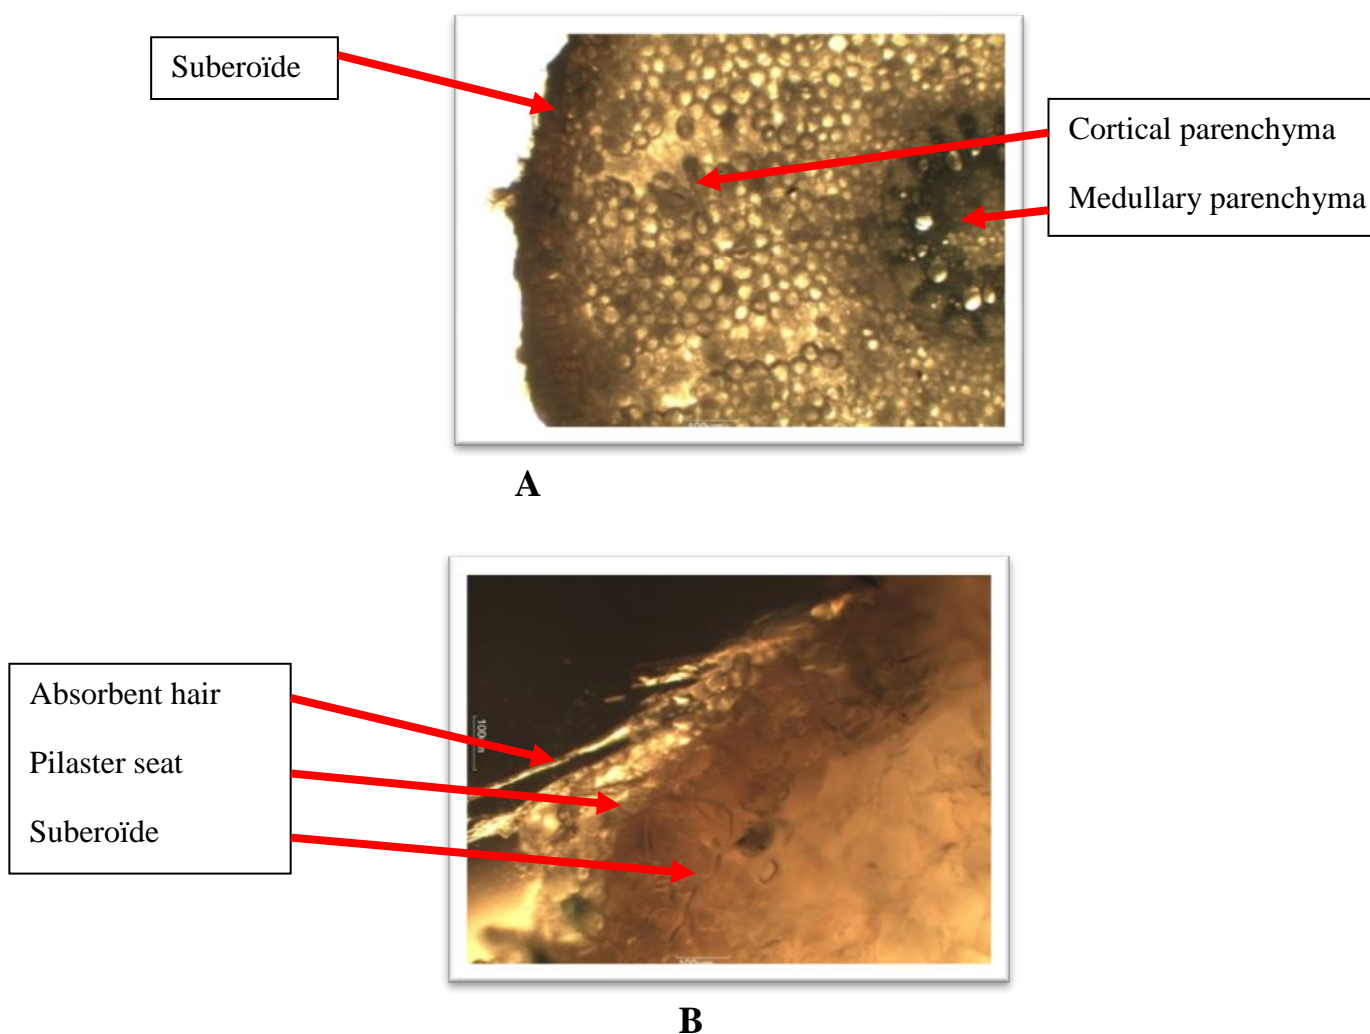 Suberoïde
Cortical parenchyma
Medullary parenchyma
A
Absorbent hair
Pilaster seat
Suberoïde
B